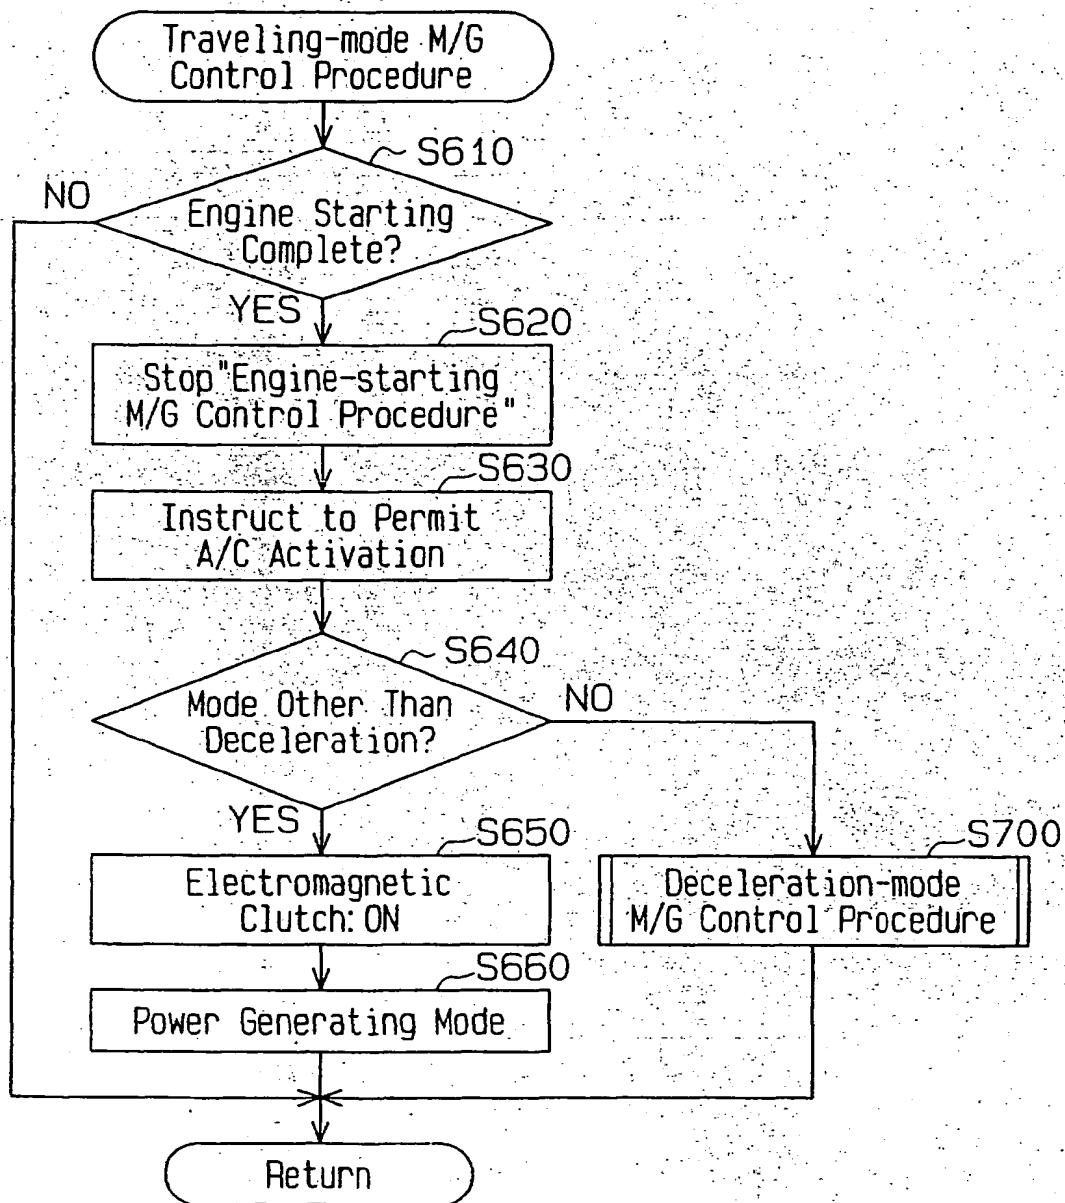 Traveling-mode M/G
Control Procedure
S610
NO
Engine Starting
Complete?
YES
S620
Stop "Engine-starting
M/G Control Procedure"
S630
Instruct to Permit
A/C Activation
S640
Mode Other Than
Deceleration?
NO
YES
S650
Electromagnetic
Clutch: ON
S700
Deceleration-mode
M/G Control Procedure
S660
Power Generating Mode
Return